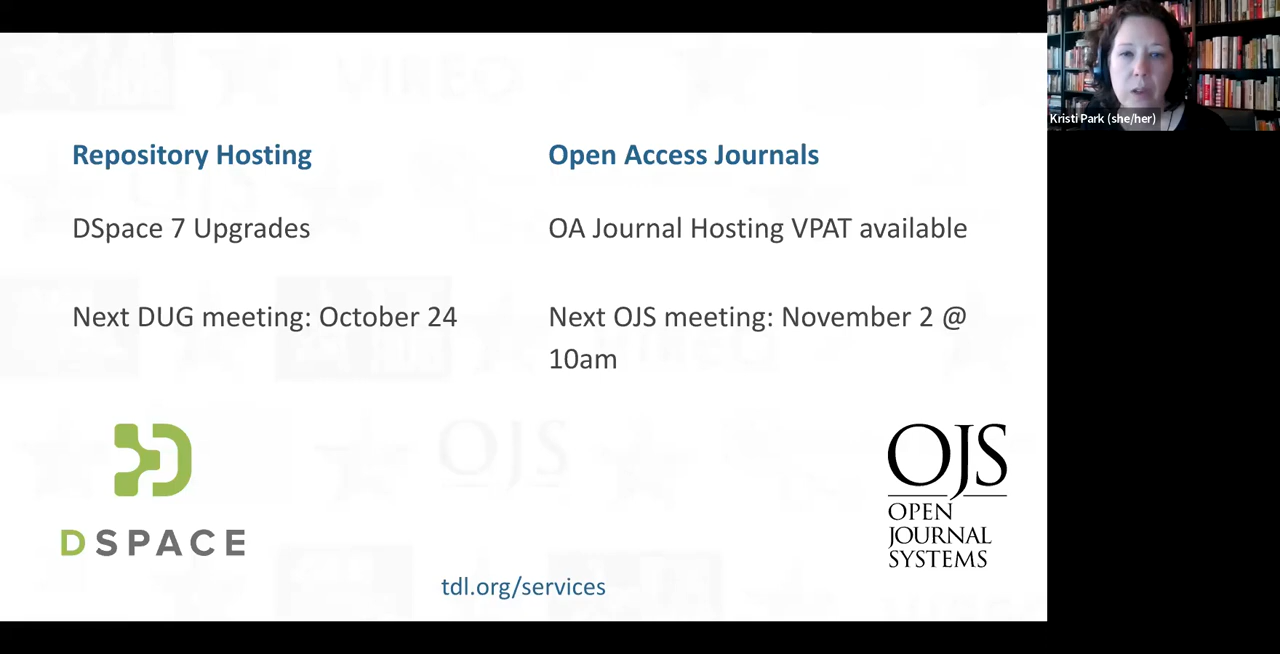 Kristi Park (she/her)
Repository Hosting
DSpace 7 Upgrades
Next DUG meeting: October 24
Open Access Journals
OA Journal Hosting VPAT available
Next OJS meeting: November 2 @
10am
DSPACE
OJS
OPEN
JOURNAL
SYSTEMS
tdl.org/services
OJS